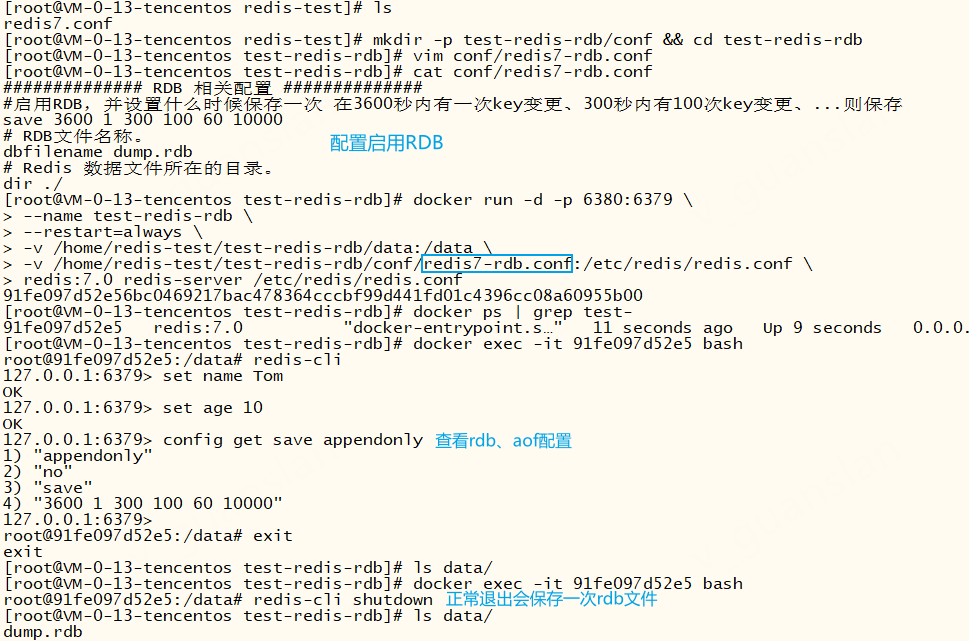 [root@VM-0-13-tencentos redis-test]# ls
redis7.conf
[root@VM-0-13-tencentos redis-test]# mkdir -p test-redis-rdb/conf && cd test-redis-rdb
[root@VM-0-13-tencentos test-redis-rdb]# vim conf/redis7-rdb.conf
[root@VM-0-13-tencentos test-redis-rdb]# cat conf/redis7-rdb.conf
############## RDB 相关配置 ##############
#启用RDB，并设置什么时候保存一次 在3600秒内有一次key变更、300秒内有100次key变更、...则保存
save 3600 1 300 100 60 10000
# RDB文件名称。
配置启用RDB
dbfilename dump.rdb
# Redis 数据文件所在的目录。
dir ./
[root@VM-0-13-tencentos test-redis-rdb]# docker run -d -p 6380:6379 \
> --name test-redis-rdb \
> --restart=always \
> -v /home/redis-test/test-redis-rdb/data:/data \
> -v /home/redis-test/test-redis-rdb/conf/redis7-rdb.conf:/etc/redis/redis.conf \
> redis:7.0 redis-server /etc/redis/redis.conf
91fe097d52e56bc0469217bac478364cccbf99d441fd01c4396cc08a60955b00
[root@VM-0-13-tencentos test-redis-rdb]# docker ps | grep test-
91fe097d52e5   redis:7.0          "docker-entrypoint.s…"   11 seconds ago   Up 9 seconds   0.0.0.
[root@VM-0-13-tencentos test-redis-rdb]# docker exec -it 91fe097d52e5 bash
root@91fe097d52e5:/data# redis-cli
127.0.0.1:6379> set name Tom
OK
127.0.0.1:6379> set age 10
OK
127.0.0.1:6379> config get save appendonly 查看rdb、aof配置
1) "appendonly"
2) "no"
3) "save"
4) "3600 1 300 100 60 10000"
127.0.0.1:6379>
root@91fe097d52e5:/data# exit
exit
[root@VM-0-13-tencentos test-redis-rdb]# ls data/
[root@VM-0-13-tencentos test-redis-rdb]# docker exec -it 91fe097d52e5 bash
root@91fe097d52e5:/data# redis-cli shutdown 正常退出会保存一次rdb文件
[root@VM-0-13-tencentos test-redis-rdb]# ls data/
dump.rdb